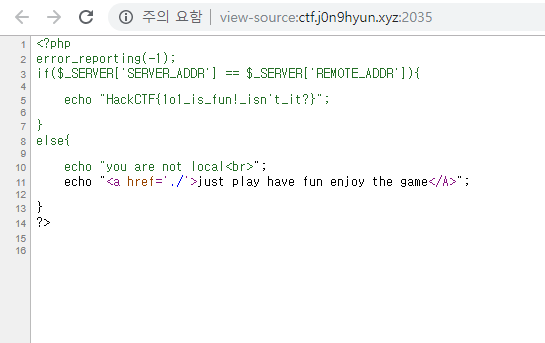 주의 요함 | view-source:ctf.j0n9hyun.xyz:2035
1 <?php
2 error_reporting(-1);
3 if($_SERVER['SERVER_ADDR'] == $_SERVER['REMOTE_ADDR']){
4
5 echo "HackCTF{1o1_is_fun!_isn't_it?}";
6
7 }
8 else{
9
10 echo "you are not local<br>";
11 echo "<a href='./'>just play have fun enjoy the game</A>";
12
13 }
14 ?>
15
16